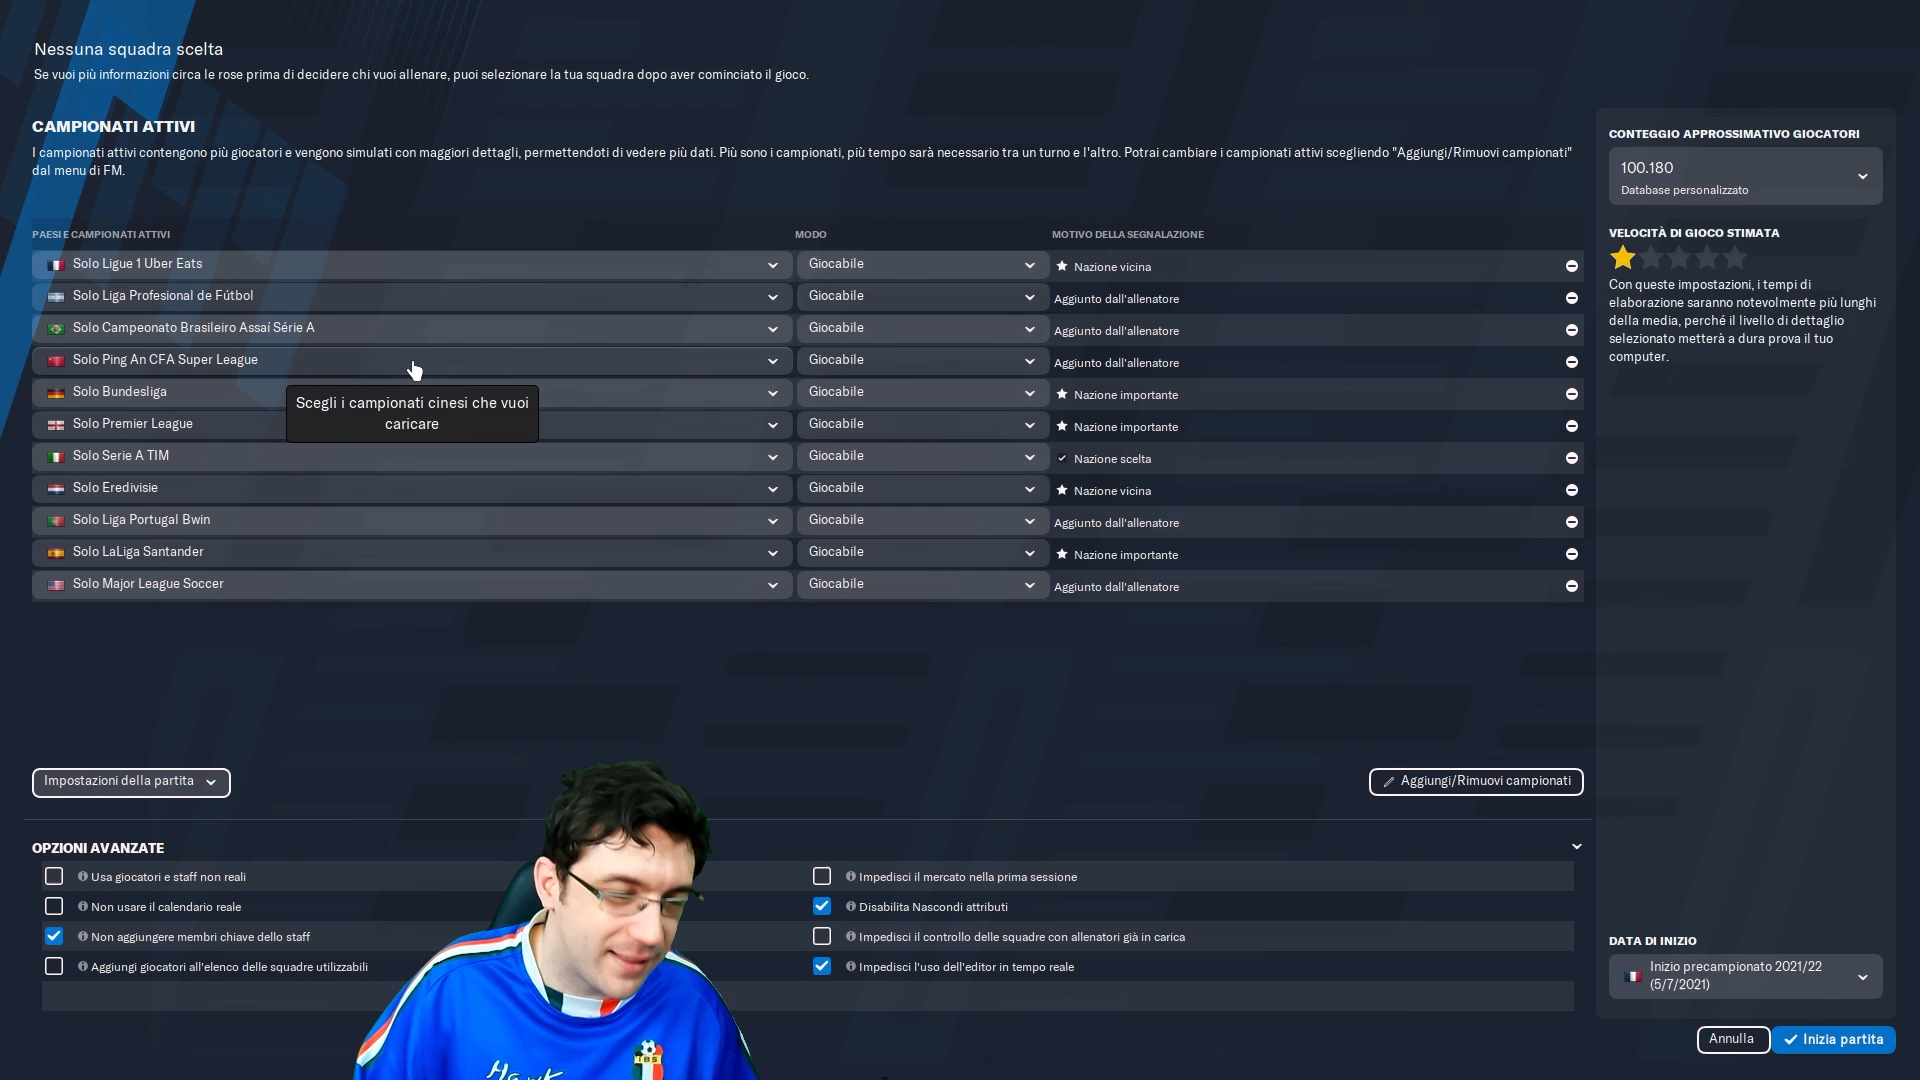 Nessuna squadra scelta
Se vuoi più informazioni circa le rose prima di decidere chi vuoi allenare, puoi selezionare la tua squadra dopo aver cominciato il gioco.
CAMPIONATI ATTIVI
I campionati attivi contengono più giocatori e vengono simulati con maggiori dettagli, permettendoti di vedere più dati. Più sono i campionati, più tempo sarà necessario tra un turno e l'altro. Potrai cambiare i campionati attivi scegliendo "Aggiungi/Rimuovi campionati"
dal menu di FM.
PAESI E CAMPIONATI ATTIVI MODO MOTIVO DELLA SEGNALAZIONE
Solo Ligue 1 Uber Eats Giocabile Nazione vicina
Solo Liga Profesional de Fútbol Giocabile Aggiunto dall'allenatore
Solo Campeonato Brasileiro Assaí Série A Giocabile Aggiunto dall'allenatore
Solo Ping An CFA Super League Giocabile Aggiunto dall'allenatore
Solo Bundesliga Giocabile Nazione importante
Solo Premier League Giocabile Nazione importante
Solo Serie A TIM Giocabile Nazione scelta
Solo Eredivisie Giocabile Nazione vicina
Solo Liga Portugal Bwin Giocabile Aggiunto dall'allenatore
Solo LaLiga Santander Giocabile Nazione importante
Solo Major League Soccer Giocabile Aggiunto dall'allenatore
Scegli i campionati cinesi che vuoi
caricare
Impostazioni della partita
Aggiungi/Rimuovi campionati
OPZIONI AVANZATE
Usa giocatori e staff non reali
Non usare il calendario reale
Non aggiungere membri chiave dello staff
Aggiungi giocatori all'elenco delle squadre utilizzabili
Impedisci il mercato nella prima sessione
Disabilita Nascondi attributi
Impedisci il controllo delle squadre con allenatori già in carica
Impedisci l'uso dell'editor in tempo reale
CONTEGGIO APPROSSIMATIVO GIOCATORI
100.180
Database personalizzato
VELOCITÀ DI GIOCO STIMATA
Con queste impostazioni, i tempi di
elaborazione saranno notevolmente più lunghi
della media, perché il livello di dettaglio
selezionato metterà a dura prova il tuo
computer.
DATA DI INIZIO
Inizio precampionato 2021/22
(5/7/2021)
Annulla
Inizia partita
Hawk
IBS